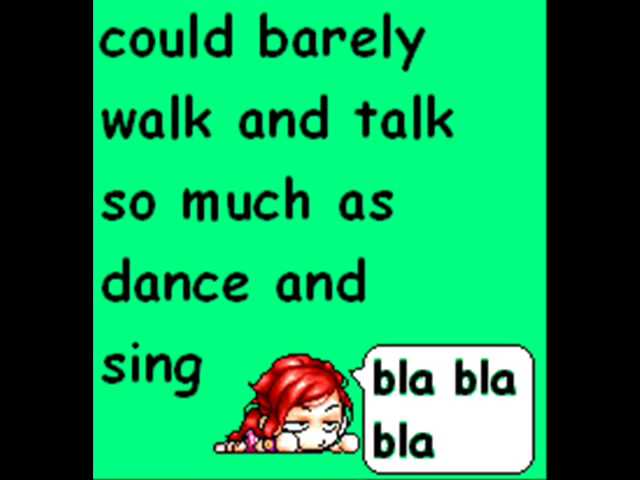 could barely
walk and talk
so much as
dance and
sing
bla bla
bla